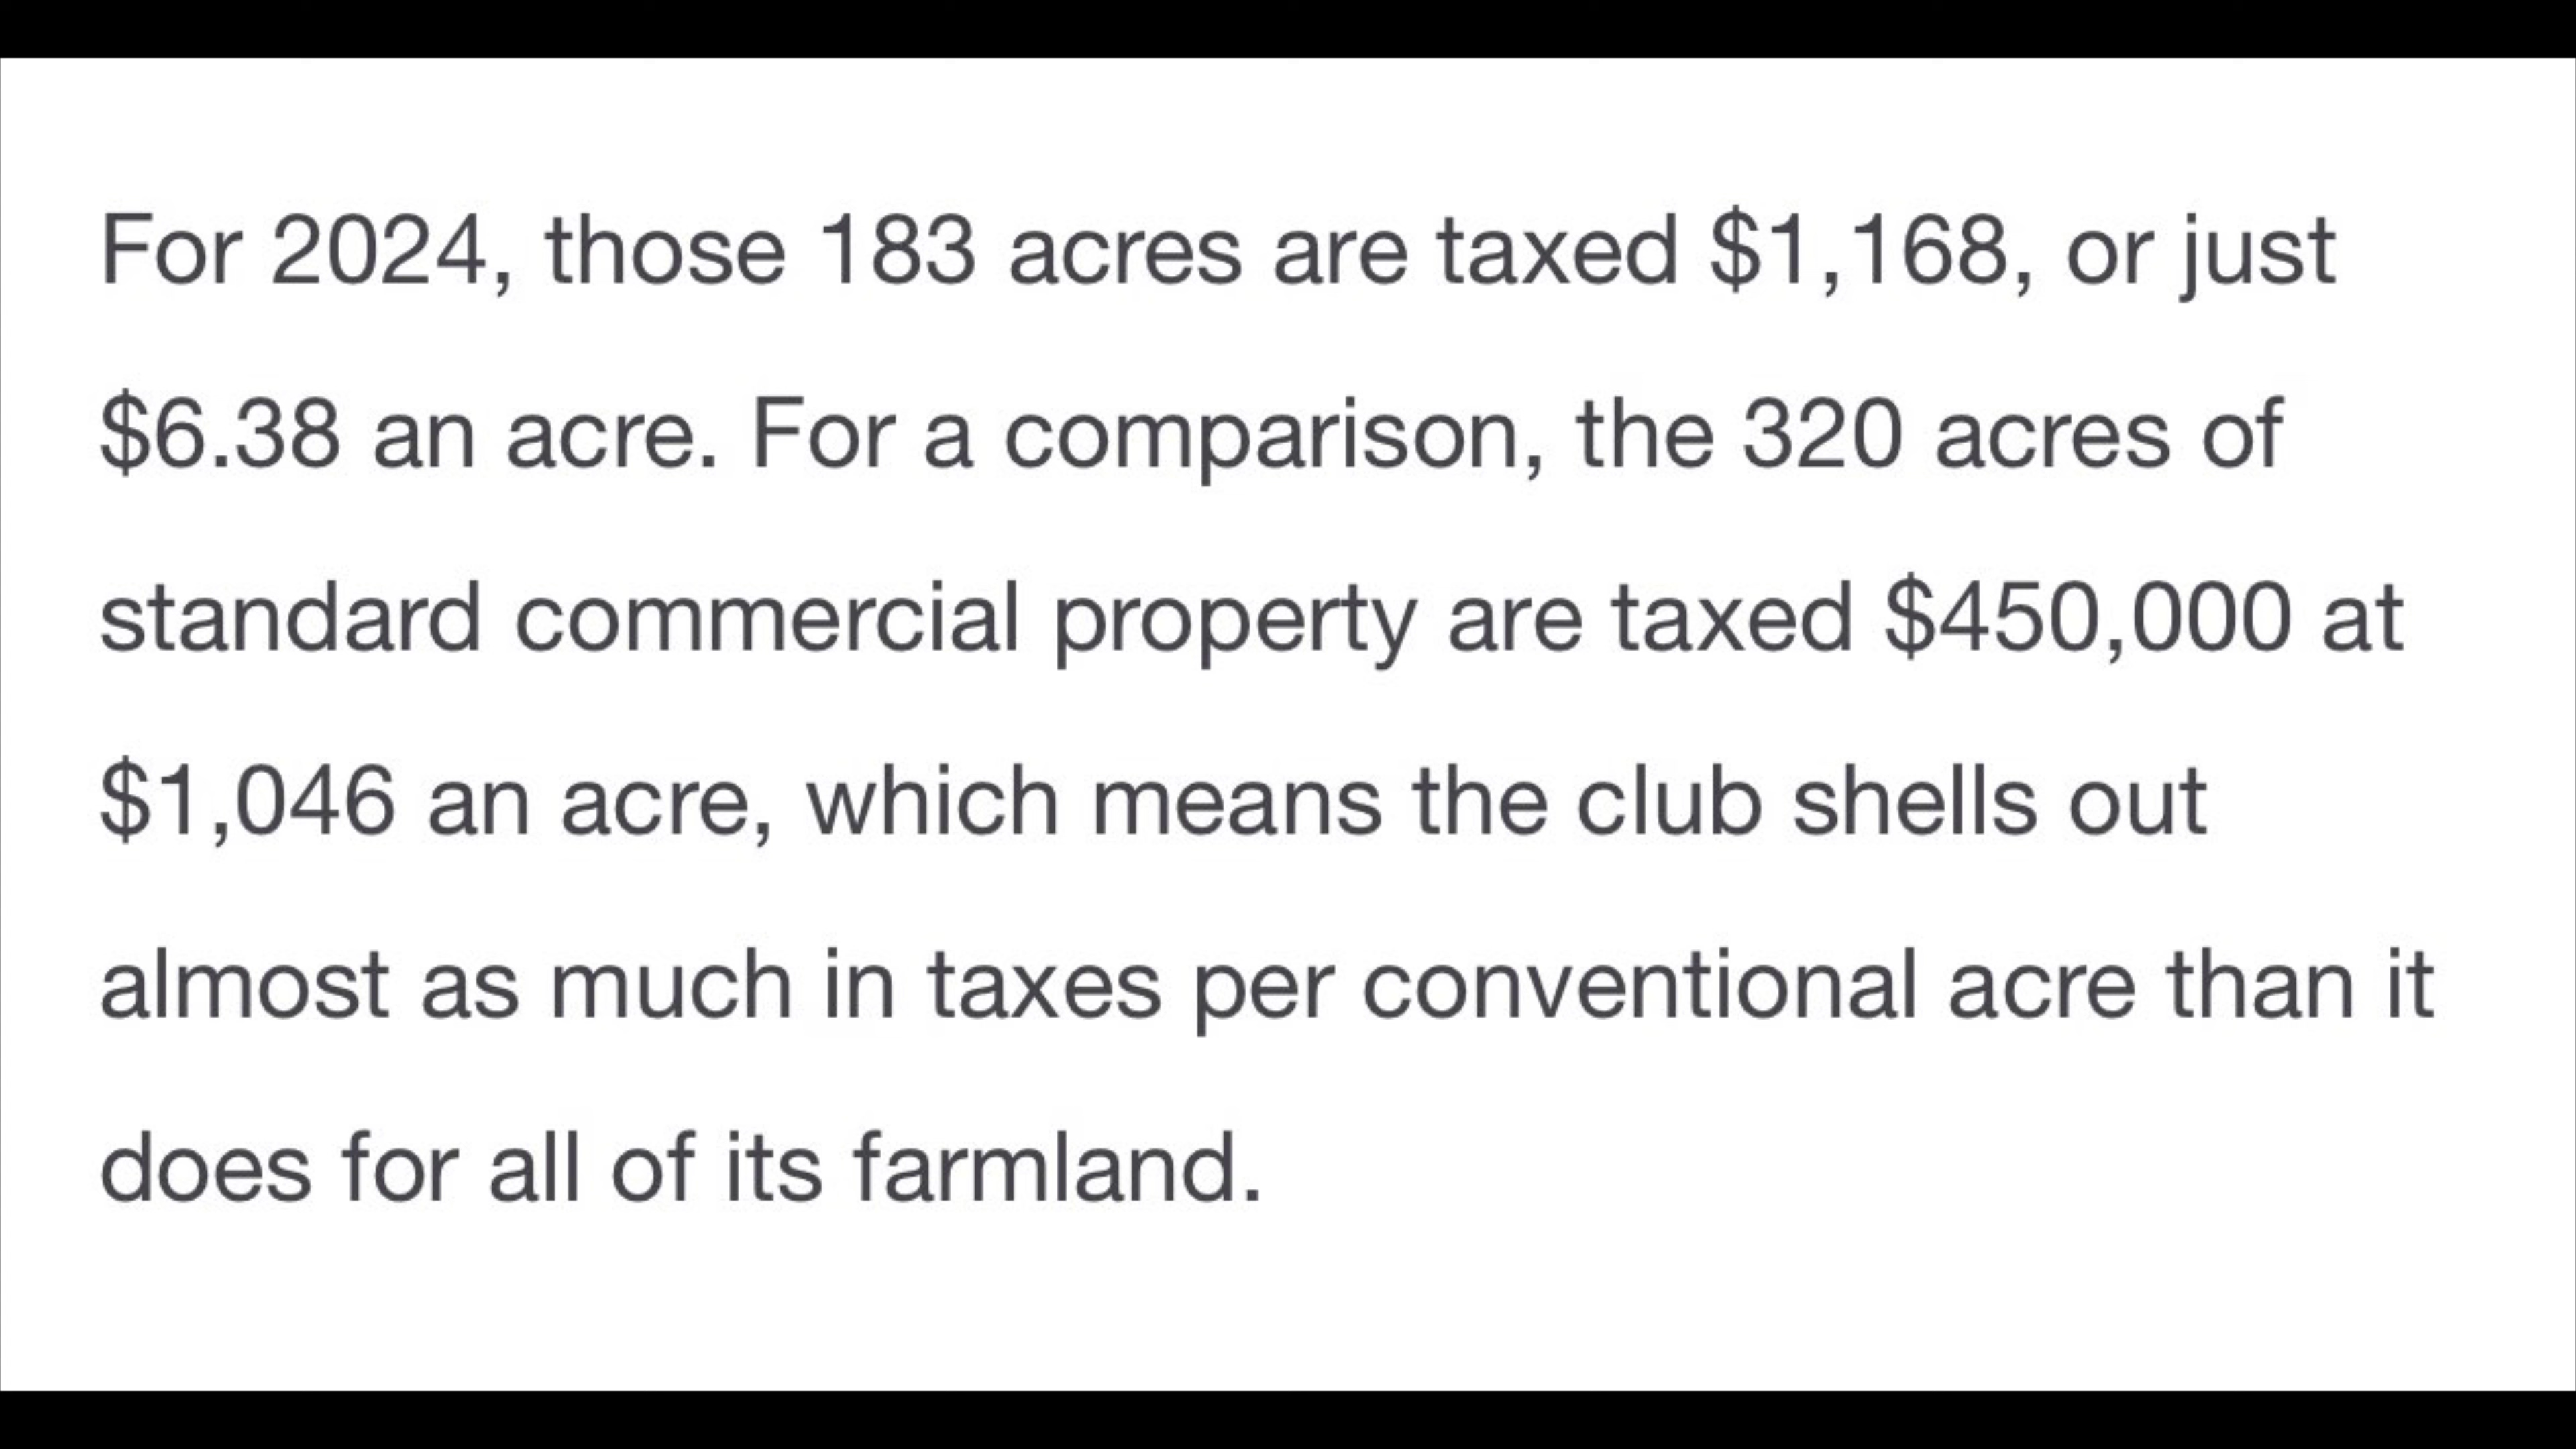 For 2024, those 183 acres are taxed $1,168, or just
$6.38 an acre. For a comparison, the 320 acres of
standard commercial property are taxed $450,000 at
$1,046 an acre, which means the club shells out
almost as much in taxes per conventional acre than it
does for all of its farmland.